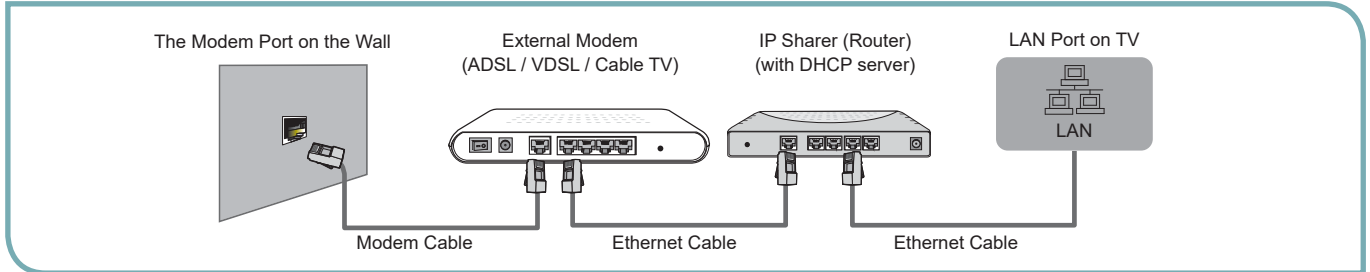 The Modem Port on the Wall
External Modem
(ADSL / VDSL / Cable TV)
IP Sharer (Router)
(with DHCP server)
LAN Port on TV
LAN
Modem Cable
Ethernet Cable
Ethernet Cable